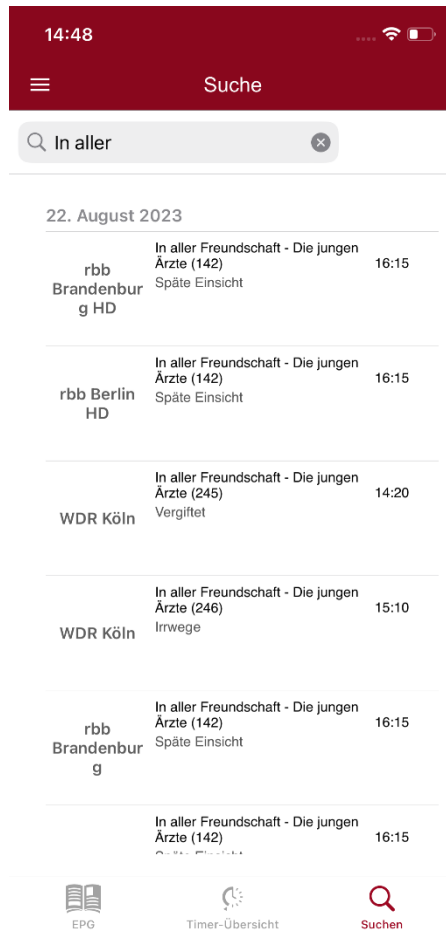 14:48
Suche
In aller
22. August 2023
rbb
Brandenbur
g HD
In aller Freundschaft - Die jungen
Ärzte (142)
Späte Einsicht
16:15
rbb Berlin
HD
In aller Freundschaft - Die jungen
Ärzte (142)
Späte Einsicht
16:15
WDR Köln
In aller Freundschaft - Die jungen
Ärzte (245)
Vergiftet
14:20
WDR Köln
In aller Freundschaft - Die jungen
Ärzte (246)
Irrwege
15:10
rbb
Brandenbur
g
In aller Freundschaft - Die jungen
Ärzte (142)
Späte Einsicht
16:15
In aller Freundschaft - Die jungen
Ärzte (142)
16:15
EPG
Timer-Übersicht
Suchen